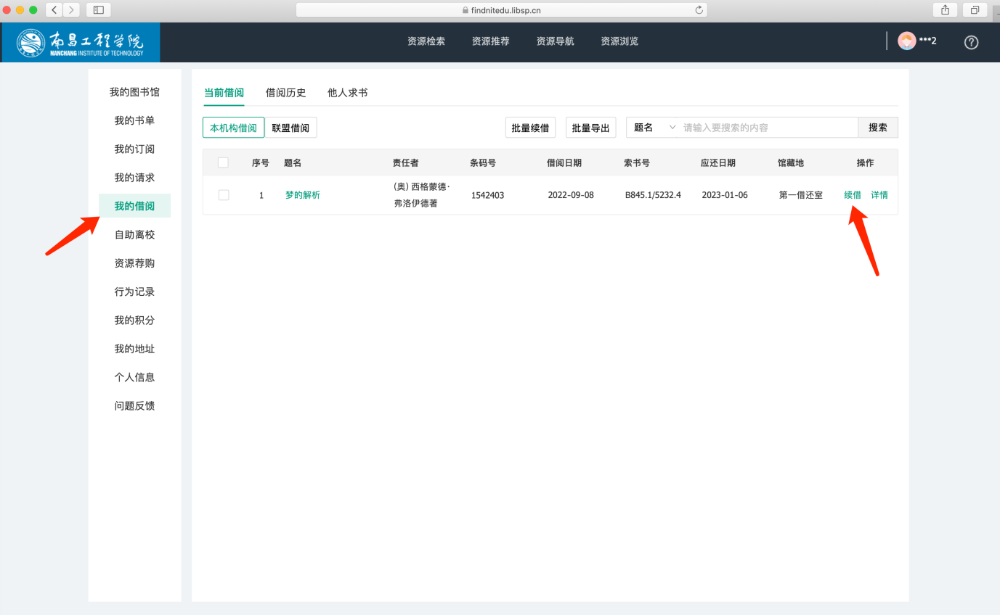 findnitedu.libsp.cn
南昌工程学院
NANCHANG INSTITUTE OF TECHNOLOGY
资源检索 资源推荐 资源导航 资源浏览
***2
我的图书馆
我的书单
我的订阅
我的请求
我的借阅
自助离校
资源荐购
行为记录
我的积分
我的地址
个人信息
问题反馈
当前借阅 借阅历史 他人求书
本机构借阅 联盟借阅 批量续借 批量导出 题名 请输入要搜索的内容 搜索
序号 题名 责任者 条码号 借阅日期 索书号 应还日期 馆藏地 操作
1 梦的解析 (奥) 西格蒙德· 1542403 2022-09-08 B845.1/5232.4 2023-01-06 第一借还室 续借 详情
弗洛伊德著